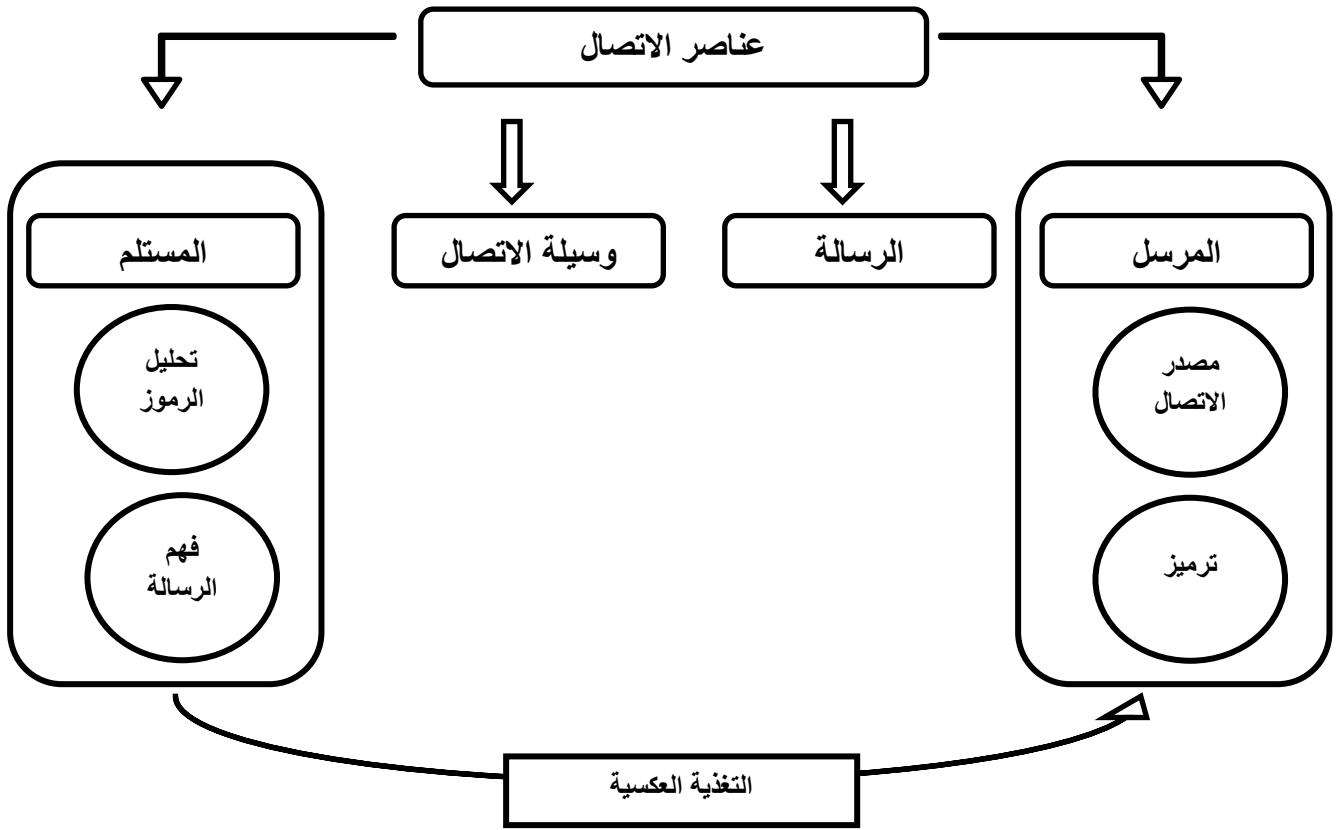 عناصر الاتصال
المرسل
الرسالة
وسيلة الاتصال
المستلم
مصدر
الاتصال
ترميز
تحليل
الرموز
فهم
الرسالة
التغذية العكسية